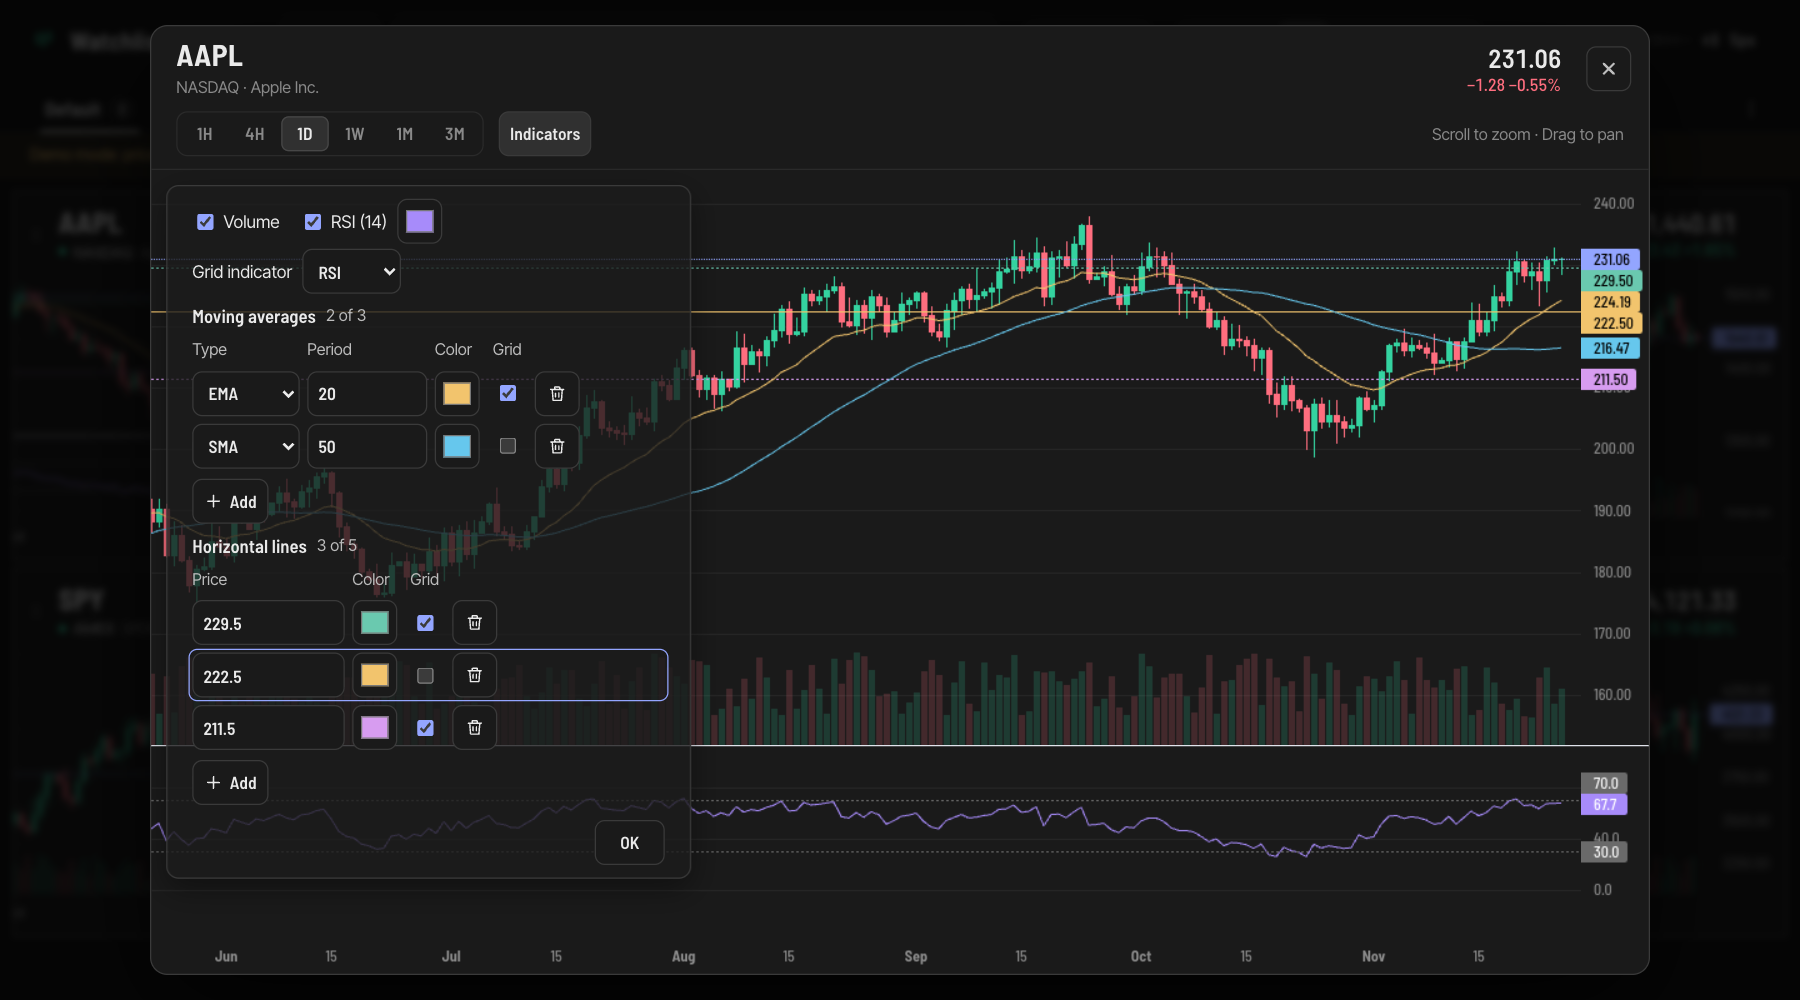 AAPL
231.06
NASDAQ · Apple Inc.
−1.28 −0.55%
1H 4H 1D 1W 1M 3M Indicators
Scroll to zoom · Drag to pan
Volume RSI (14)
Grid indicator RSI
Moving averages 2 of 3
Type Period Color Grid
EMA 20
SMA 50
+ Add
Horizontal lines 3 of 5
Price Color Grid
229.5
222.5
211.5
+ Add
OK
240.00
231.06
229.50
224.19
222.50
216.47
211.50
200.00
190.00
180.00
170.00
160.00
70.0
67.7
40.0
30.0
0.0
Jun 15 Jul 15 Aug 15 Sep 15 Oct 15 Nov 15
AAPL
SPY
Default